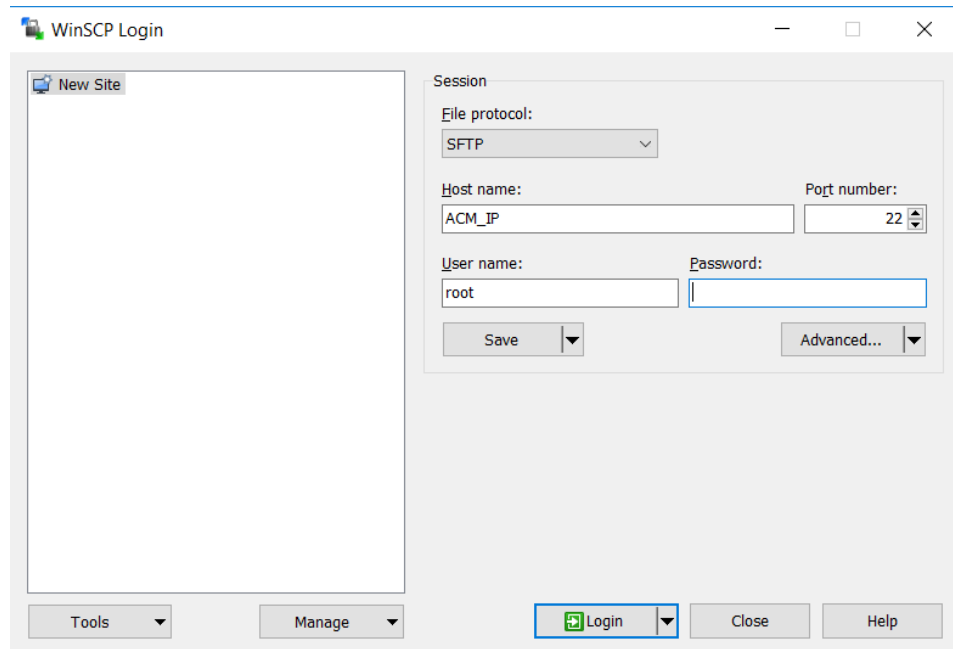 WinSCP Login
New Site
Session
File protocol:
SFTP
Host name: Port number:
ACM_IP 22
User name: Password:
root
Save Advanced...
Tools Manage Login Close Help